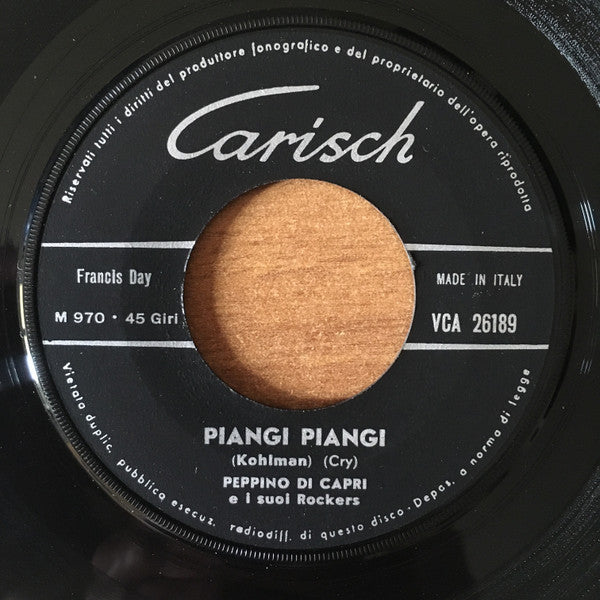 Riservati tutti i diritti del produttore fonografico e del proprietario dell'opera riprodotta
Carisch
Francis Day
MADE IN ITALY
M 970 • 45 Giri
VCA 26189
PIANGI PIANGI
(Kohlman) (Cry)
PEPPINO DI CAPRI
e i suoi Rockers
Vietata duplic. pubblica esecuz. radiodiff. di questo disco. Depos. a norma di legge